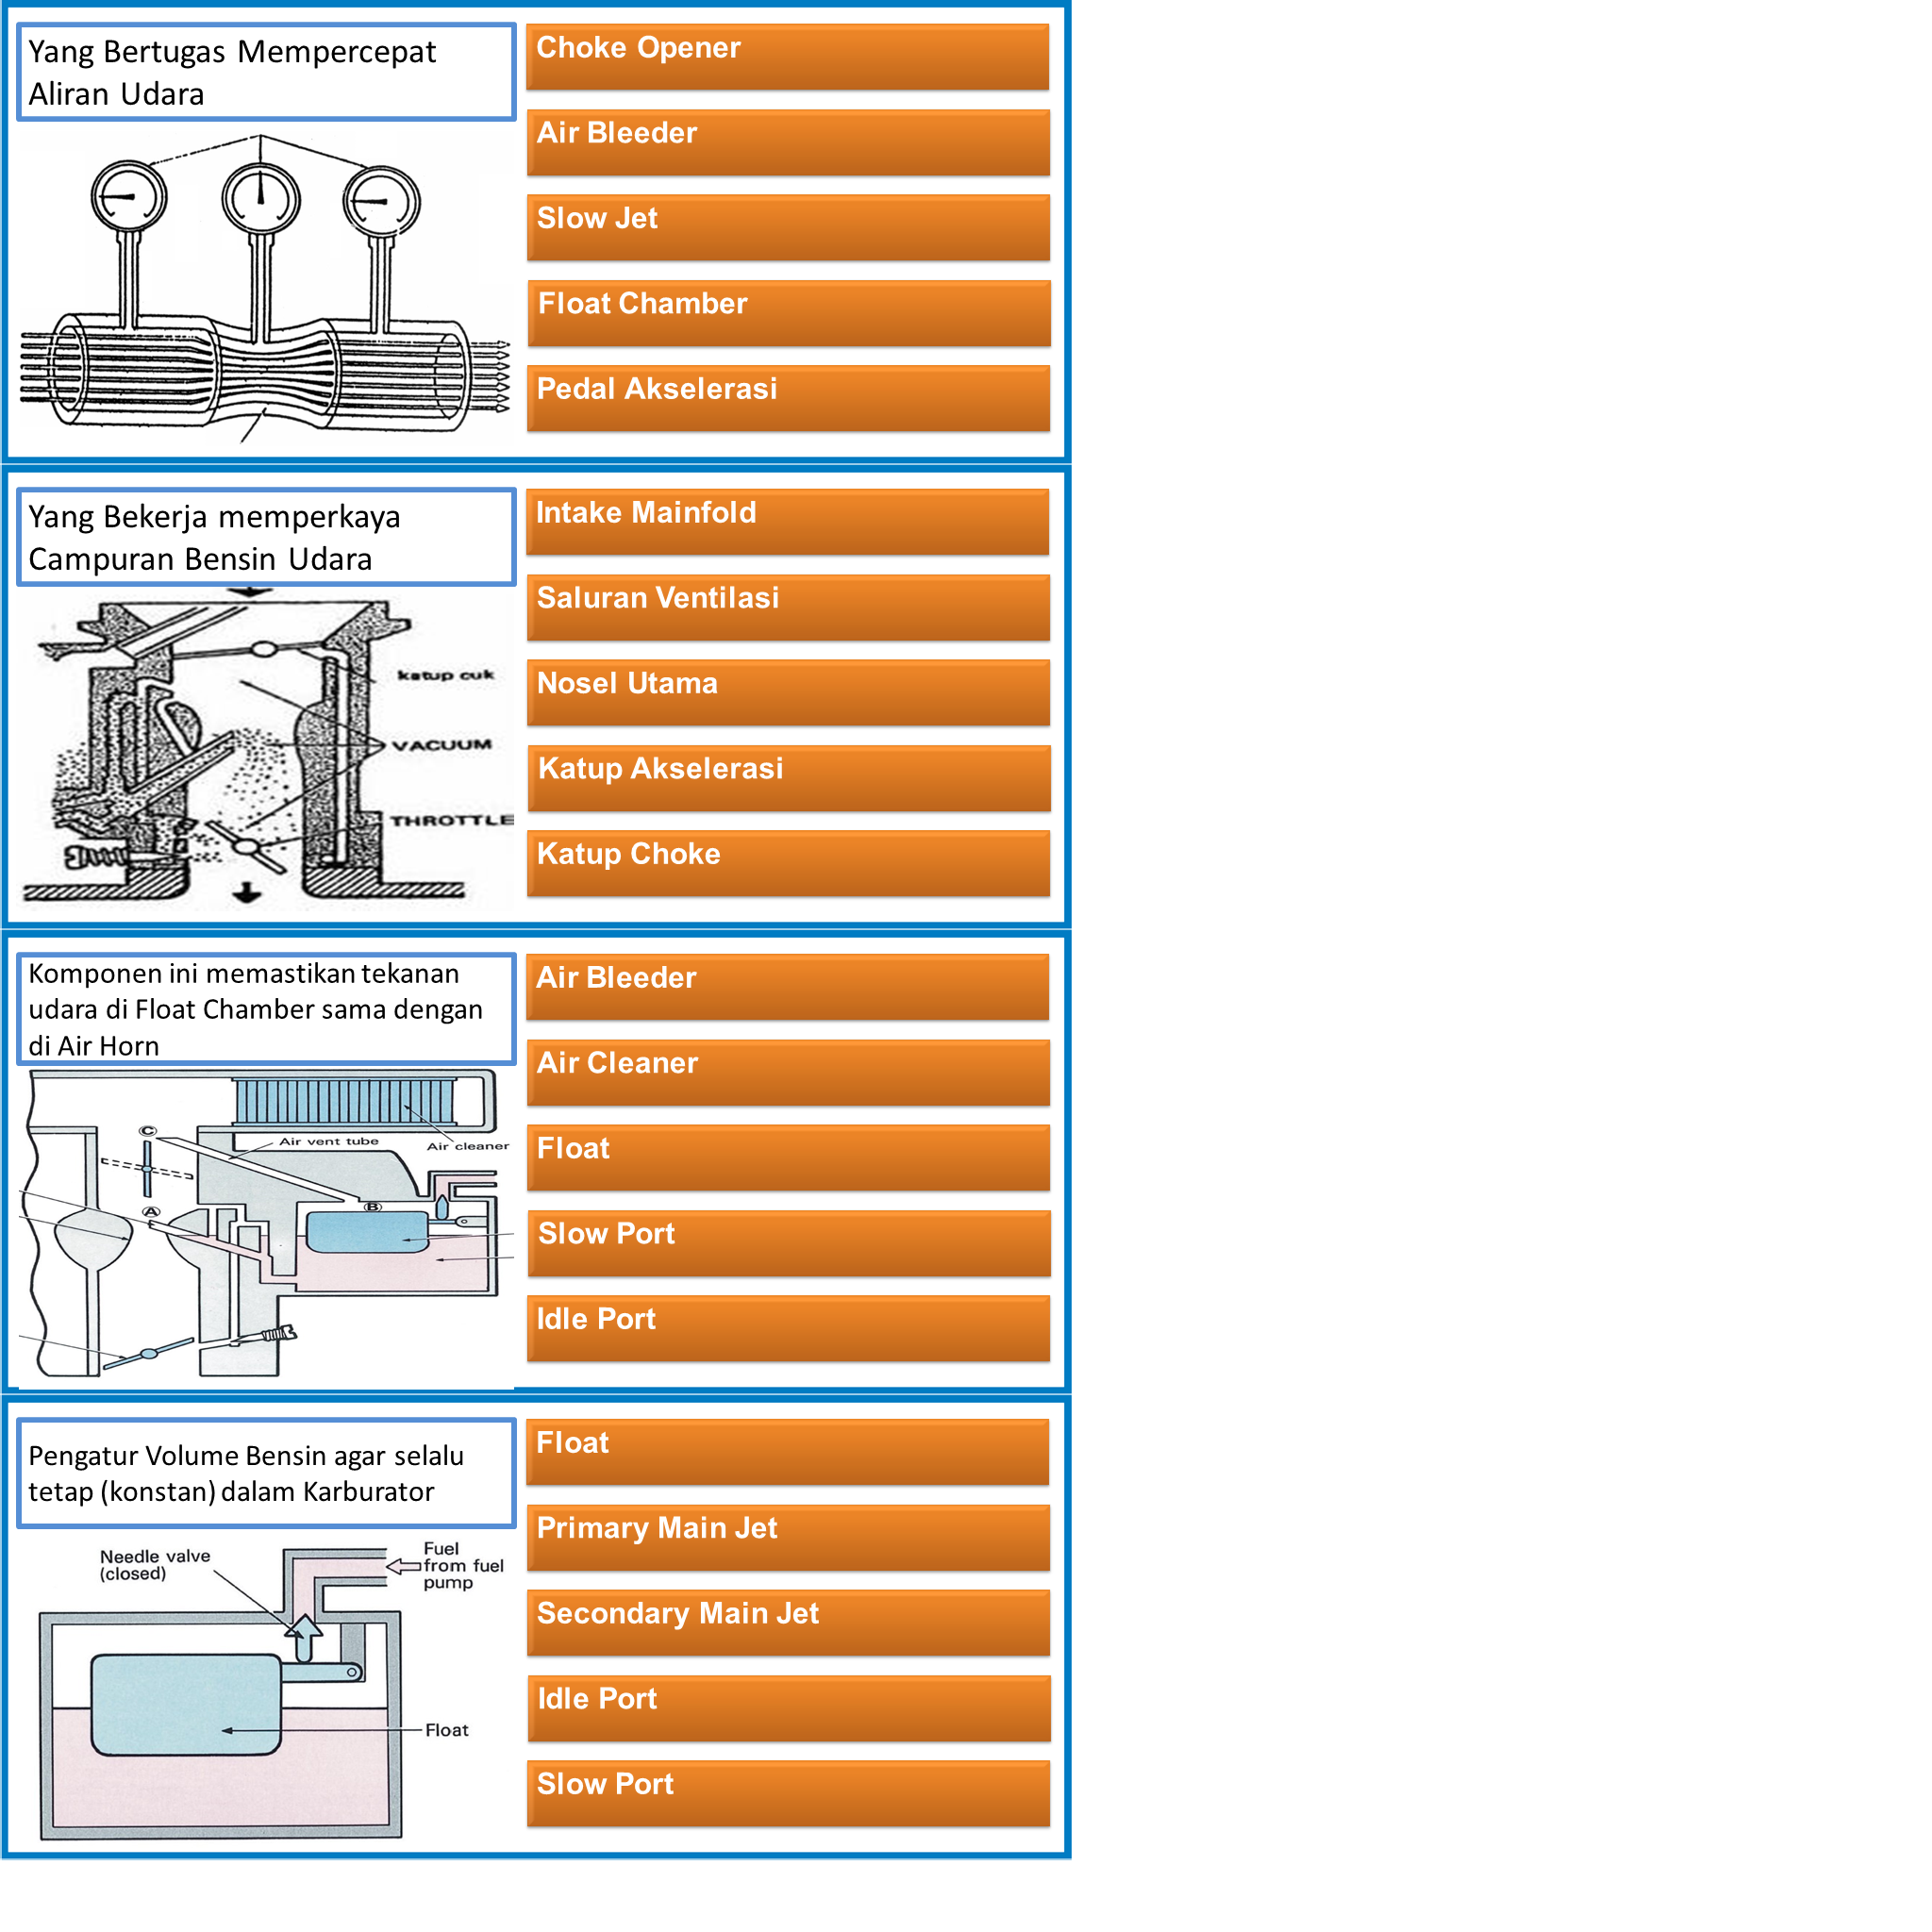 Yang Bertugas Mempercepat
Aliran Udara
Choke Opener
Air Bleeder
Slow Jet
Float Chamber
Pedal Akselerasi
Yang Bekerja memperkaya
Campuran Bensin Udara
katup cuk
VACUUM
THROTTLE
Intake Mainfold
Saluran Ventilasi
Nosel Utama
Katup Akselerasi
Katup Choke
Komponen ini memastikan tekanan
udara di Float Chamber sama dengan
di Air Horn
C
Air vent tube
Air cleaner
A
B
Air Bleeder
Air Cleaner
Float
Slow Port
Idle Port
Pengatur Volume Bensin agar selalu
tetap (konstan) dalam Karburator
Needle valve
(closed)
Fuel
from fuel
pump
Float
Float
Primary Main Jet
Secondary Main Jet
Idle Port
Slow Port